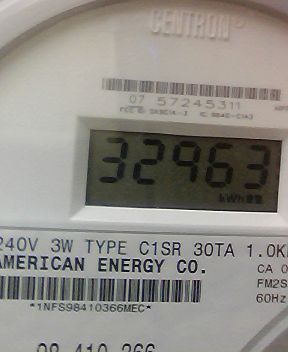 CENTRON®
07 57245311
32963
kWh
240V 3W TYPE C1SR 30TA 1.0K
AMERICAN ENERGY CO.
CA 0
FM2S
60Hz
*1NFS98410366MEC*
98 410 366